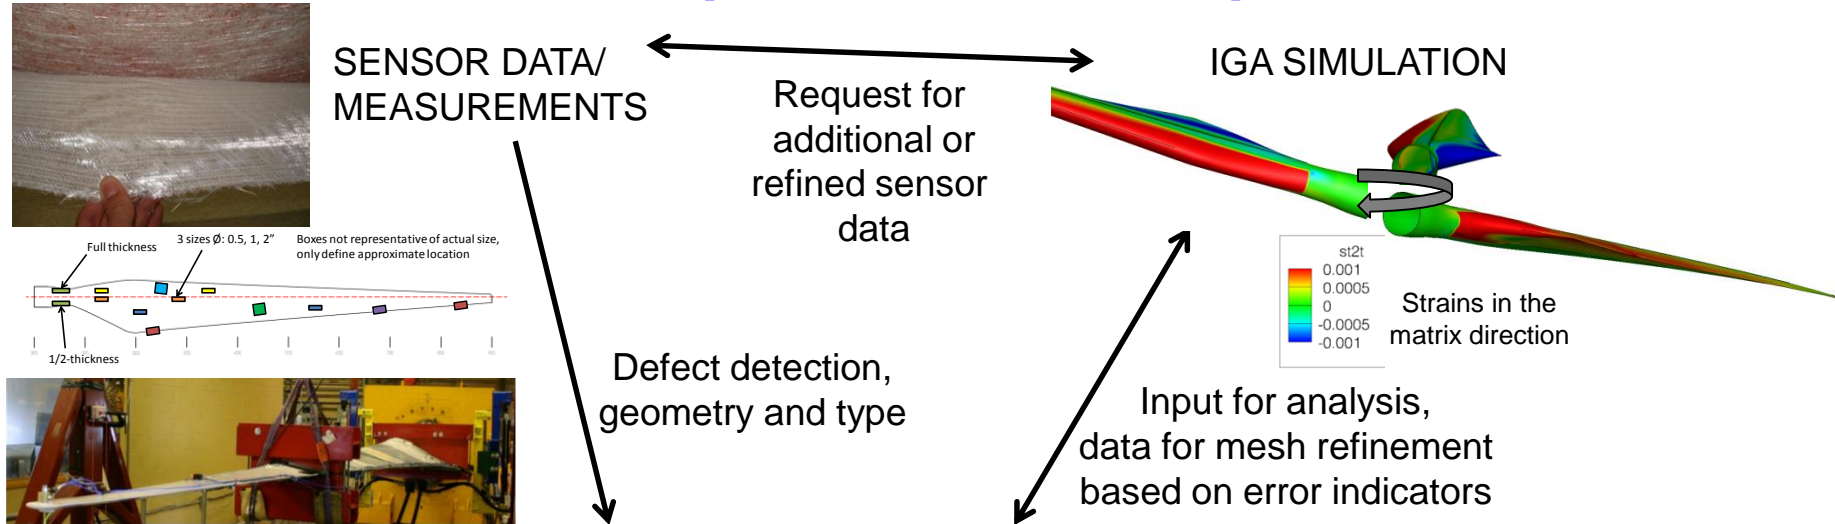 SENSOR DATA/
MEASUREMENTS
Request for
additional or
refined sensor
data
IGA SIMULATION
Full thickness
3 sizes Ø: 0.5, 1, 2"
Boxes not representative of actual size,
only define approximate location
1/2-thickness
st2t
0.001
0.0005
0
-0.0005
-0.001
Strains in the
matrix direction
Defect detection,
geometry and type
Input for analysis,
data for mesh refinement
based on error indicators